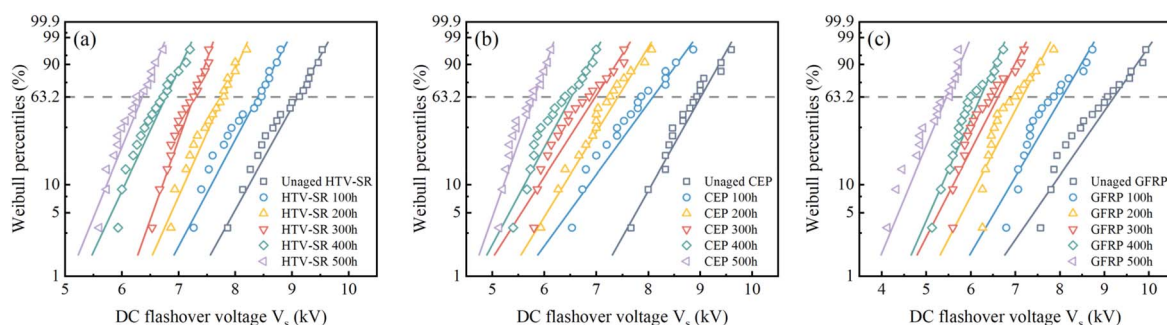 (a)
99.9
99
90
63.2
10
5
1
Weibull percentiles (%)
Unaged HTV-SR
HTV-SR 100h
HTV-SR 200h
HTV-SR 300h
HTV-SR 400h
HTV-SR 500h
5 6 7 8 9 10
DC flashover voltage Vs (kV)
(b)
99.9
99
90
63.2
10
5
1
Weibull percentiles (%)
Unaged CEP
CEP 100h
CEP 200h
CEP 300h
CEP 400h
CEP 500h
5 6 7 8 9 10
DC flashover voltage Vs (kV)
(c)
99.9
99
90
63.2
10
5
1
Weibull percentiles (%)
Unaged GFRP
GFRP 100h
GFRP 200h
GFRP 300h
GFRP 400h
GFRP 500h
4 5 6 7 8 9 10
DC flashover voltage Vs (kV)